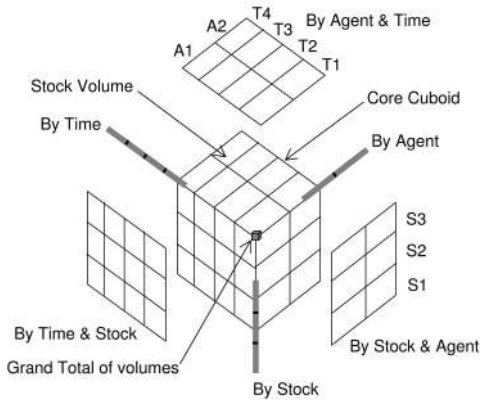 T4
A2
T3
By Agent & Time
A1
T2
T1
Stock Volume
Core Cuboid
By Time
By Agent
S3
S2
S1
By Time & Stock
By Stock & Agent
Grand Total of volumes
By Stock